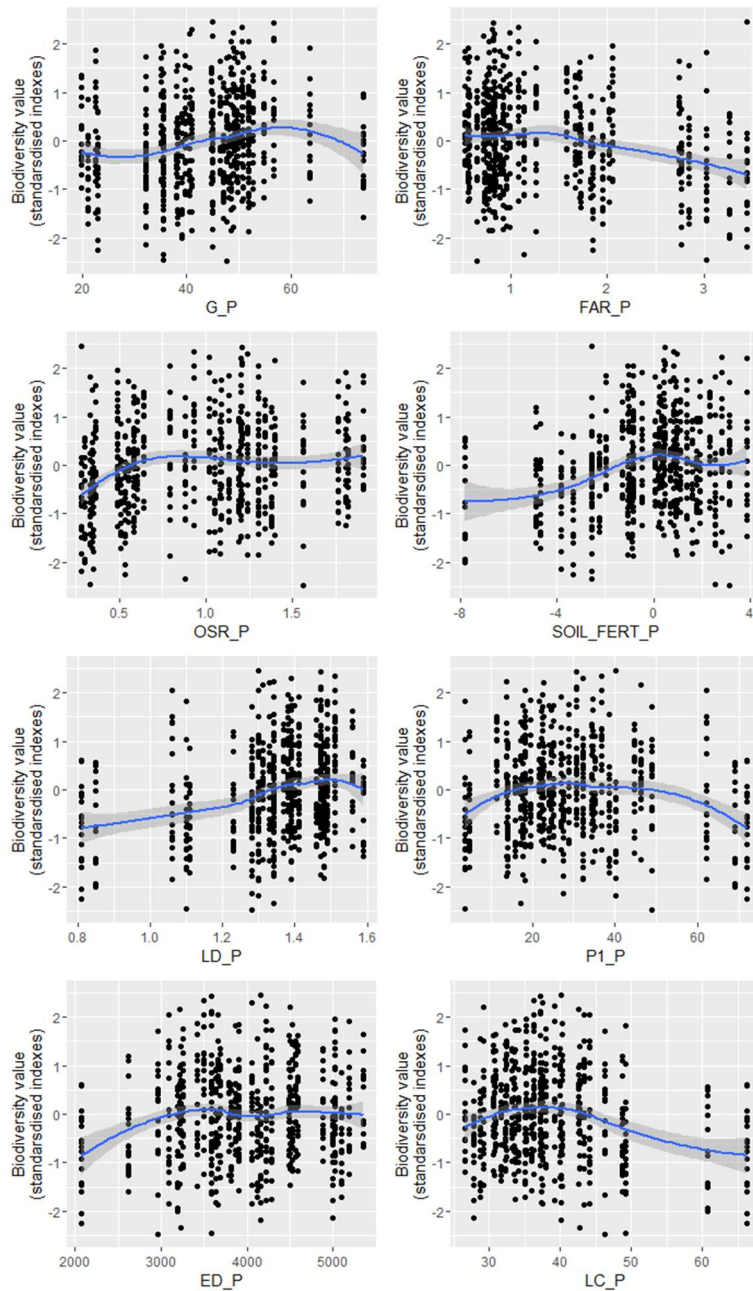 Biodiversity value
(standarsdised indexes)
2
1
0
-1
-2
20
40
60
G_P
Biodiversity value
(standarsdised indexes)
2
1
0
-1
-2
1
2
3
FAR_P
Biodiversity value
(standarsdised indexes)
2
1
0
-1
-2
0.5
1.0
1.5
OSR_P
Biodiversity value
(standarsdised indexes)
2
1
0
-1
-2
-8
-4
0
4
SOIL_FERT_P
Biodiversity value
(standarsdised indexes)
2
1
0
-1
-2
0.8
1.0
1.2
1.4
1.6
LD_P
Biodiversity value
(standarsdised indexes)
2
1
0
-1
-2
20
40
60
P1_P
Biodiversity value
(standarsdised indexes)
2
1
0
-1
-2
2000
3000
4000
5000
ED_P
Biodiversity value
(standarsdised indexes)
2
1
0
-1
-2
30
40
50
60
LC_P